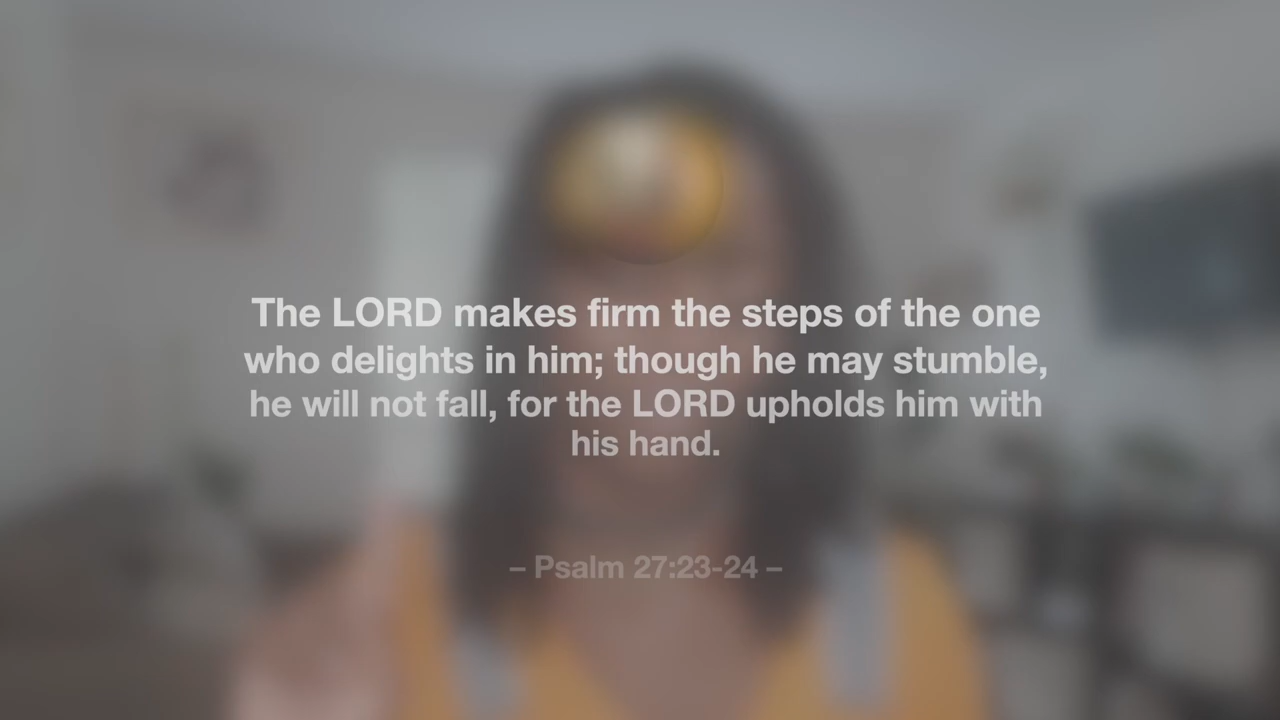 The LORD makes firm the steps of the one
who delights in him; though he may stumble,
he will not fall, for the LORD upholds him with
his hand.
– Psalm 27:23-24 –